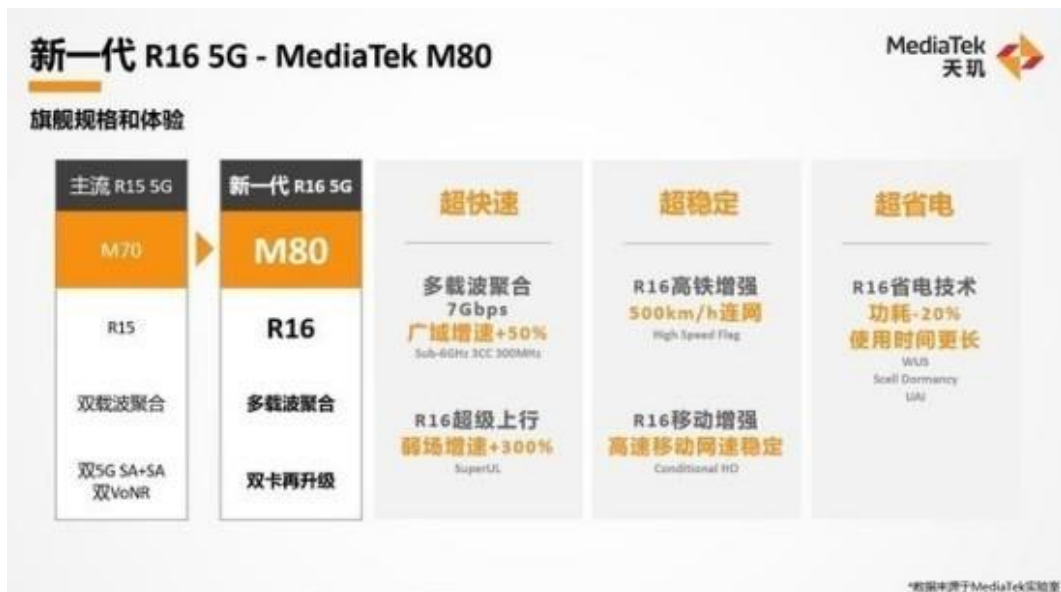 新一代 R16 5G - MediaTek M80
MediaTek
天玑
旗舰规格和体验
主流 R15 5G
M70
R15
双载波聚合
双5G SA+SA
双VoNR
新一代 R16 5G
M80
R16
多载波聚合
双卡再升级
超快速
多载波聚合
7Gbps
广域增速+50%
Sub-6GHz 3CC 300MHz
R16超级上行
弱场增速+300%
SuperUL
超稳定
R16高铁增强
500km/h连网
High Speed Flag
R16移动增强
高速移动网速稳定
Conditional HO
超省电
R16省电技术
功耗-20%
使用时间更长
WUS
Scell Dormancy
UAI
*数据来源于MediaTek实验室